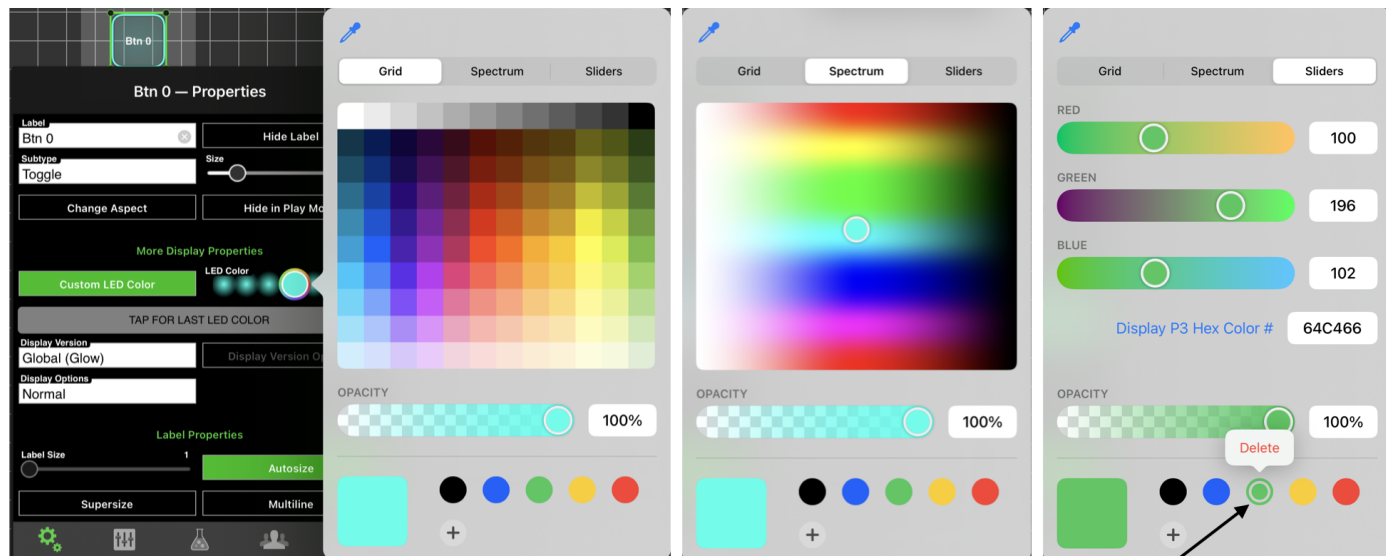 Btn 0
Btn 0 — Properties
Label
Btn 0
Hide Label
Subtype
Toggle
Size
Change Aspect
Hide in Play Mo
More Display Properties
Custom LED Color
LED Color
TAP FOR LAST LED COLOR
Display Version
Global (Glow)
Display Version Op
Display Options
Normal
Label Properties
Label Size
1
Autosize
Supersize
Multiline
Grid
Spectrum
Sliders
OPACITY
100%
+
Grid
Spectrum
Sliders
OPACITY
100%
+
Grid
Spectrum
Sliders
RED
100
GREEN
196
BLUE
102
Display P3 Hex Color #
64C466
OPACITY
100%
Delete
+